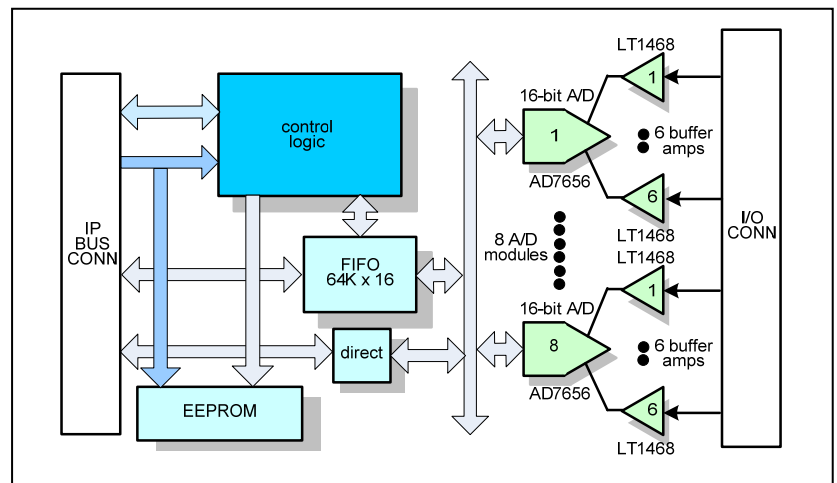 IP
BUS
CONN
control
logic
FIFO
64K x 16
direct
EEPROM
8 A/D
modules
16-bit A/D
1
AD7656
16-bit A/D
8
AD7656
LT1468
1
6 buffer
amps
6
LT1468
LT1468
1
6 buffer
amps
6
LT1468
I/O
CONN